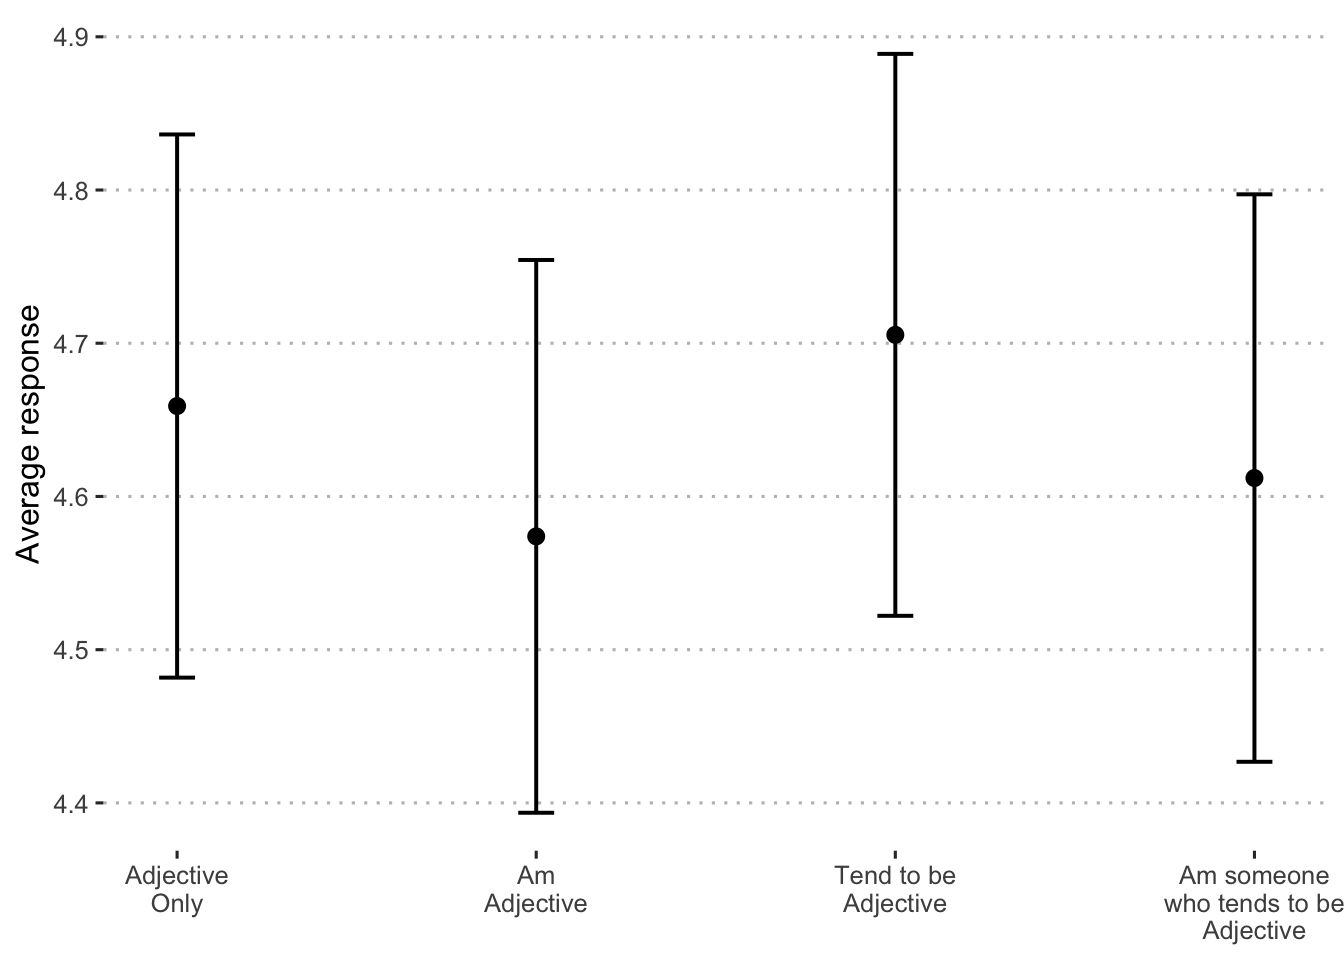 Average response
4.9
4.8
4.7
4.6
4.5
4.4
Adjective
Only
Am
Adjective
Tend to be
Adjective
Am someone
who tends to be
Adjective